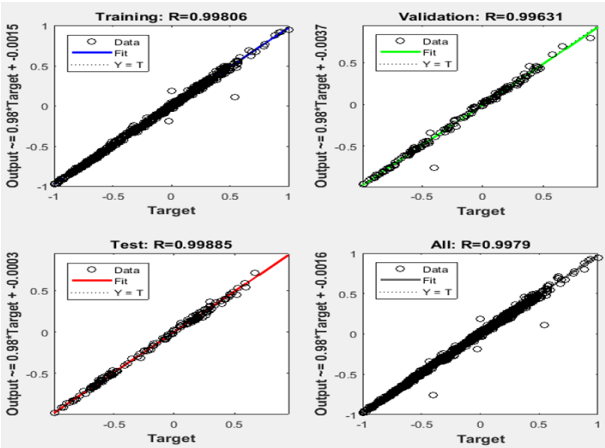 Training: R=0.99806
Output ~= 0.98*Target + -0.0015
Data
Fit
Y = T
0.5
0
-0.5
-1
-1 -0.5 0 0.5 1
Target
Validation: R=0.99631
Output ~= 0.98*Target + -0.0037
Data
Fit
Y = T
0.5
0
-0.5
-1
-1 -0.5 0 0.5
Target
Test: R=0.99885
Output ~= 0.98*Target + -0.0003
Data
Fit
Y = T
0.5
0
-0.5
-0.5 0 0.5
Target
All: R=0.9979
Output ~= 0.98*Target + -0.0016
Data
Fit
Y = T
1
0.5
0
-0.5
-1
-1 -0.5 0 0.5 1
Target